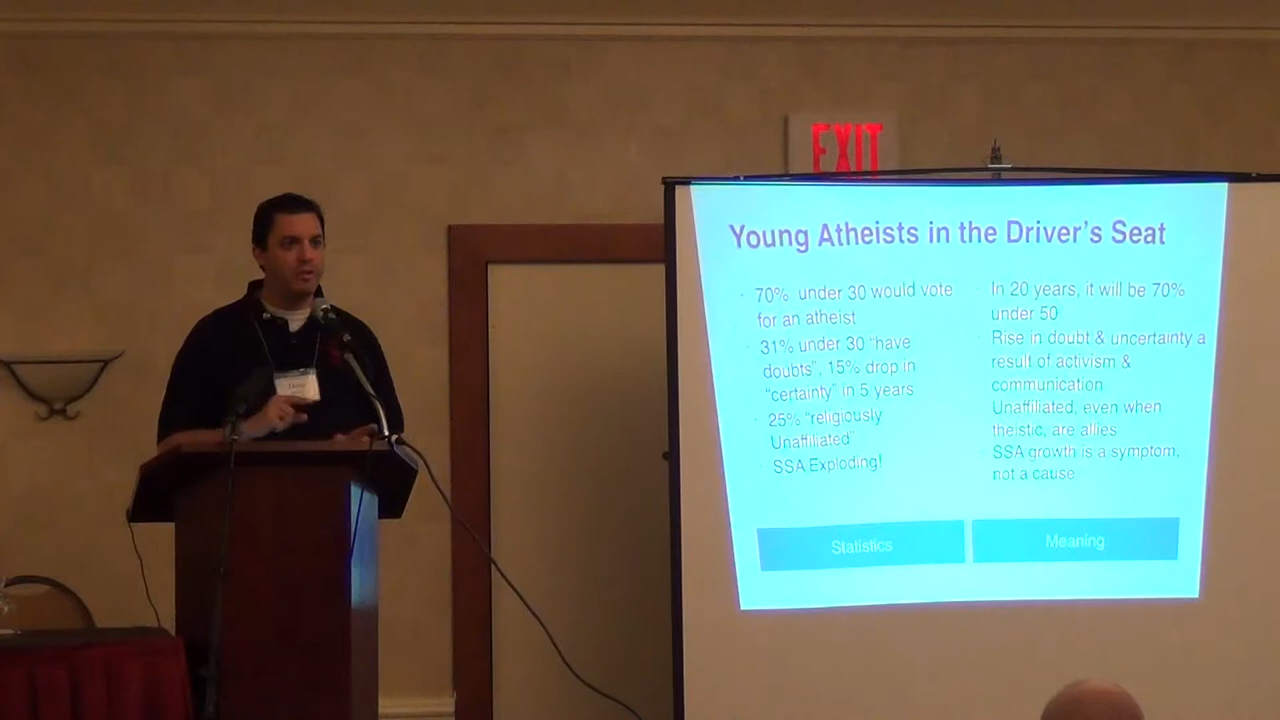 EXIT
Young Atheists in the Driver's Seat
70% under 30 would vote
for an atheist
31% under 30 "have
doubts", 15% drop in
"certainty" in 5 years
25% "religiously
Unaffiliated"
SSA Exploding!
In 20 years, it will be 70%
under 50
Rise in doubt & uncertainty a
result of activism &
communication
Unaffiliated, even when
theistic, are allies
SSA growth is a symptom,
not a cause
Statistics
Meaning